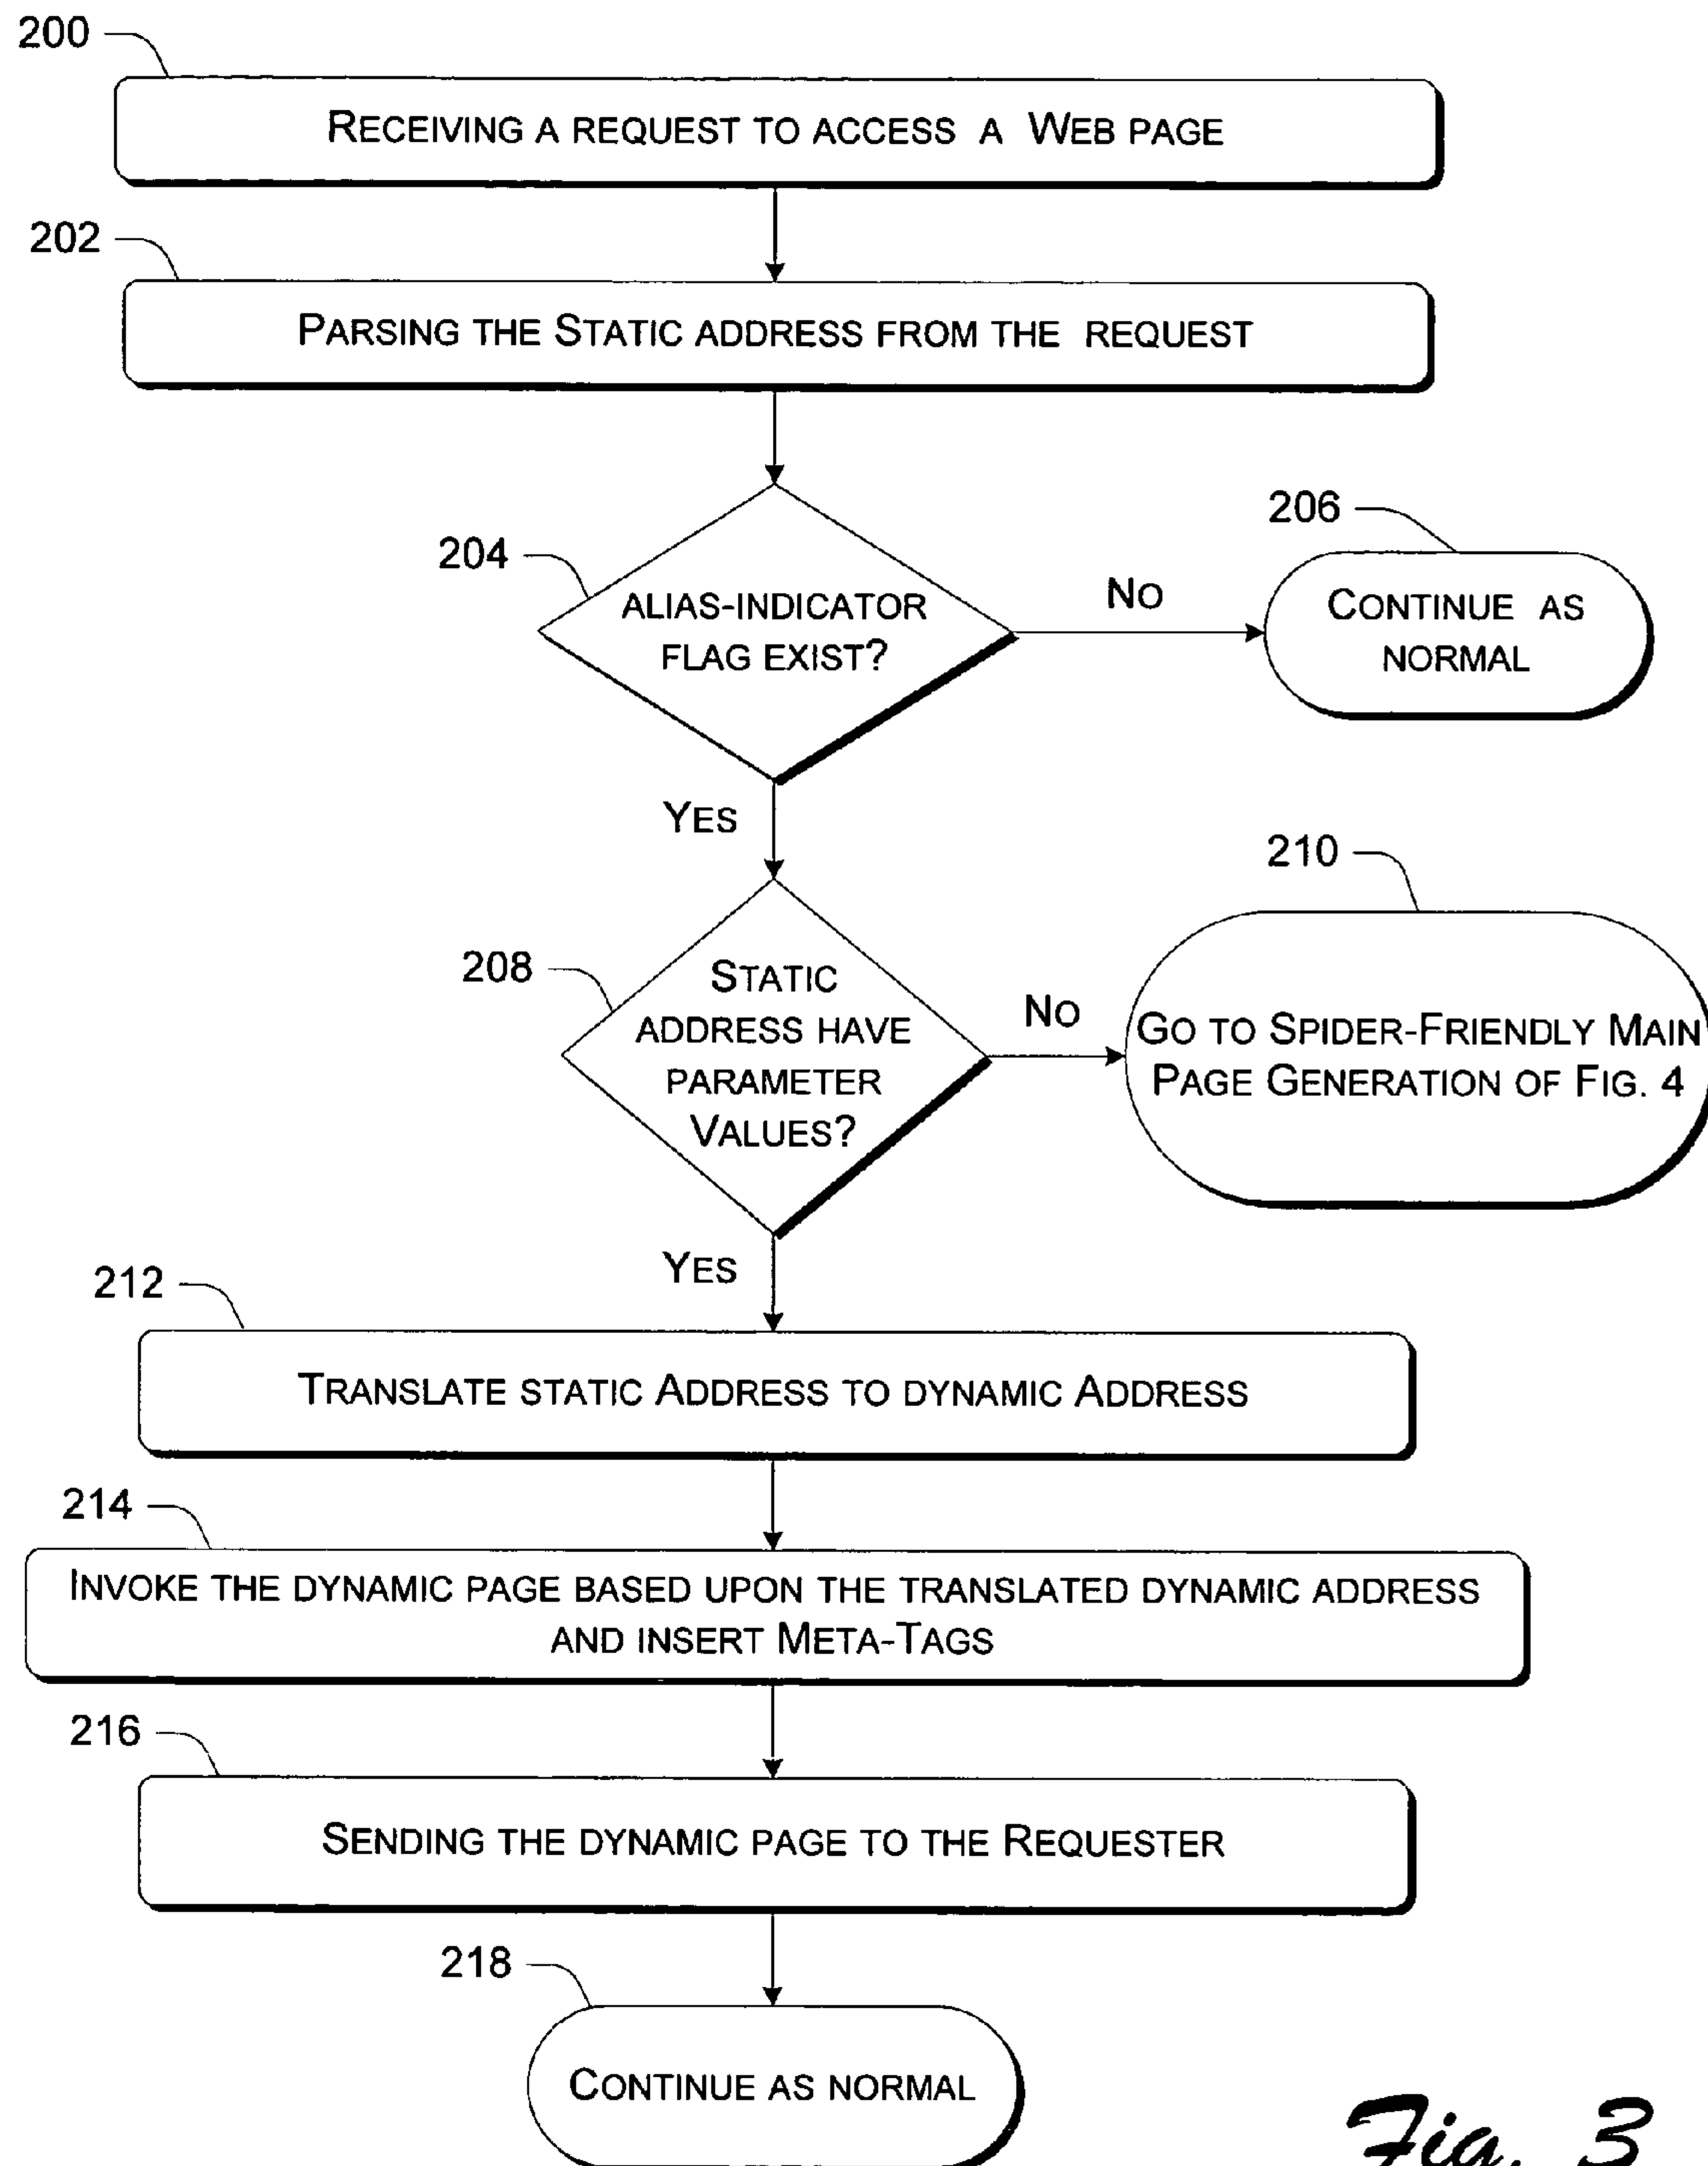 200
RECEIVING A REQUEST TO ACCESS A WEB PAGE
202
PARSING THE STATIC ADDRESS FROM THE REQUEST
204
ALIAS-INDICATOR
FLAG EXIST?
NO
206
CONTINUE AS
NORMAL
YES
208
STATIC
ADDRESS HAVE
PARAMETER
VALUES?
NO
210
GO TO SPIDER-FRIENDLY MAIN
PAGE GENERATION OF FIG. 4
YES
212
TRANSLATE STATIC ADDRESS TO DYNAMIC ADDRESS
214
INVOKE THE DYNAMIC PAGE BASED UPON THE TRANSLATED DYNAMIC ADDRESS
AND INSERT META-TAGS
216
SENDING THE DYNAMIC PAGE TO THE REQUESTER
218
CONTINUE AS NORMAL
Fig. 3